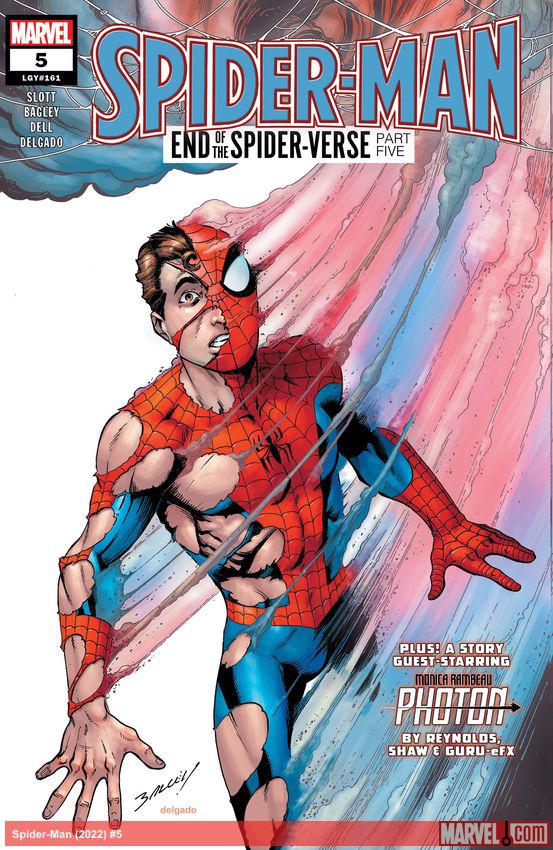 MARVEL
5
LGY#161
SLOTT
BAGLEY
DELL
DELGADO
SPIDER-MAN
END OF THE SPIDER-VERSE PART FIVE
PLUS! A STORY
GUEST-STARRING
MONICA RAMBEAU
PHOTON
BY REYNOLDS,
SHAW & GURU-eFX
delgado
Spider-Man (2022) #5
MARVEL.com